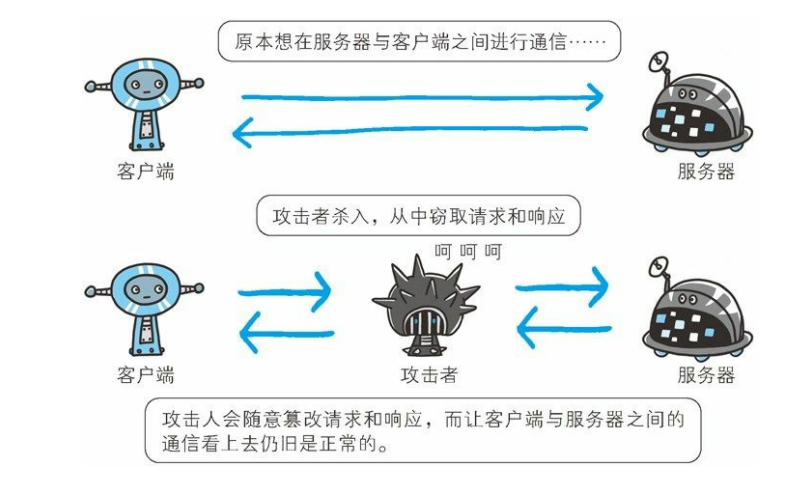 原本想在服务器与客户端之间进行通信……
客户端
服务器
攻击者杀入，从中窃取请求和响应
呵 呵 呵
客户端
攻击者
服务器
攻击人会随意篡改请求和响应，而让客户端与服务器之间的
通信看上去仍旧是正常的。